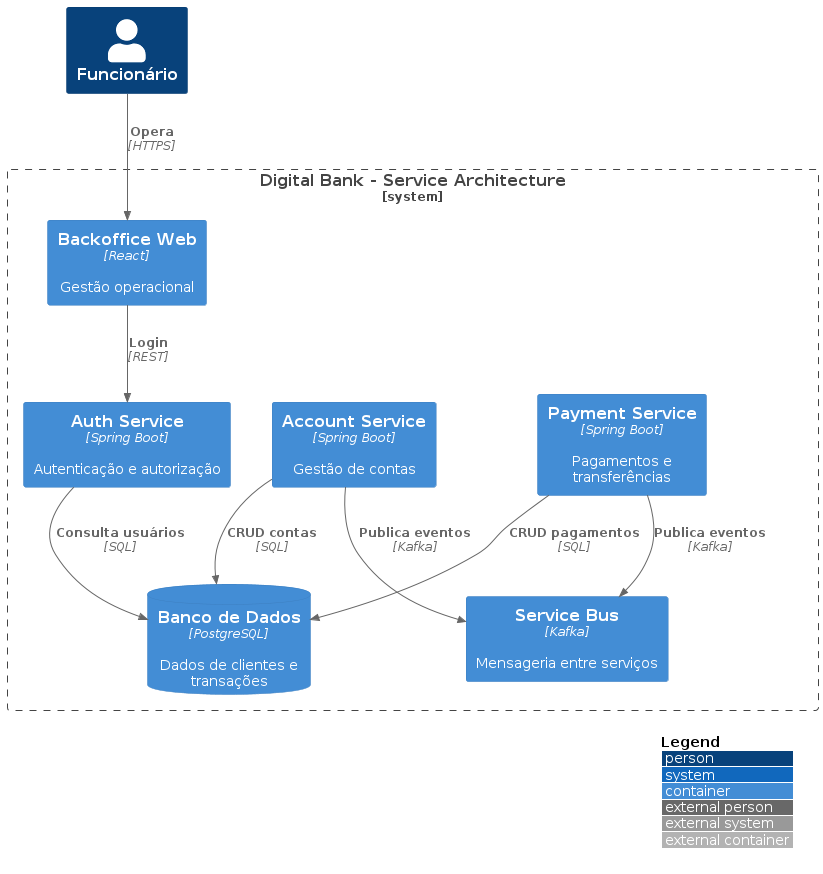 Funcionário
Opera
[HTTPS]
Digital Bank - Service Architecture
[system]
Backoffice Web
[React]
Gestão operacional
Login
[REST]
Auth Service
[Spring Boot]
Autenticação e autorização
Account Service
[Spring Boot]
Gestão de contas
Payment Service
[Spring Boot]
Pagamentos e
transferências
Consulta usuários
[SQL]
CRUD contas
[SQL]
Publica eventos
[Kafka]
CRUD pagamentos
[SQL]
Publica eventos
[Kafka]
Banco de Dados
[PostgreSQL]
Dados de clientes e
transações
Service Bus
[Kafka]
Mensageria entre serviços
Legend
person
system
container
external person
external system
external container